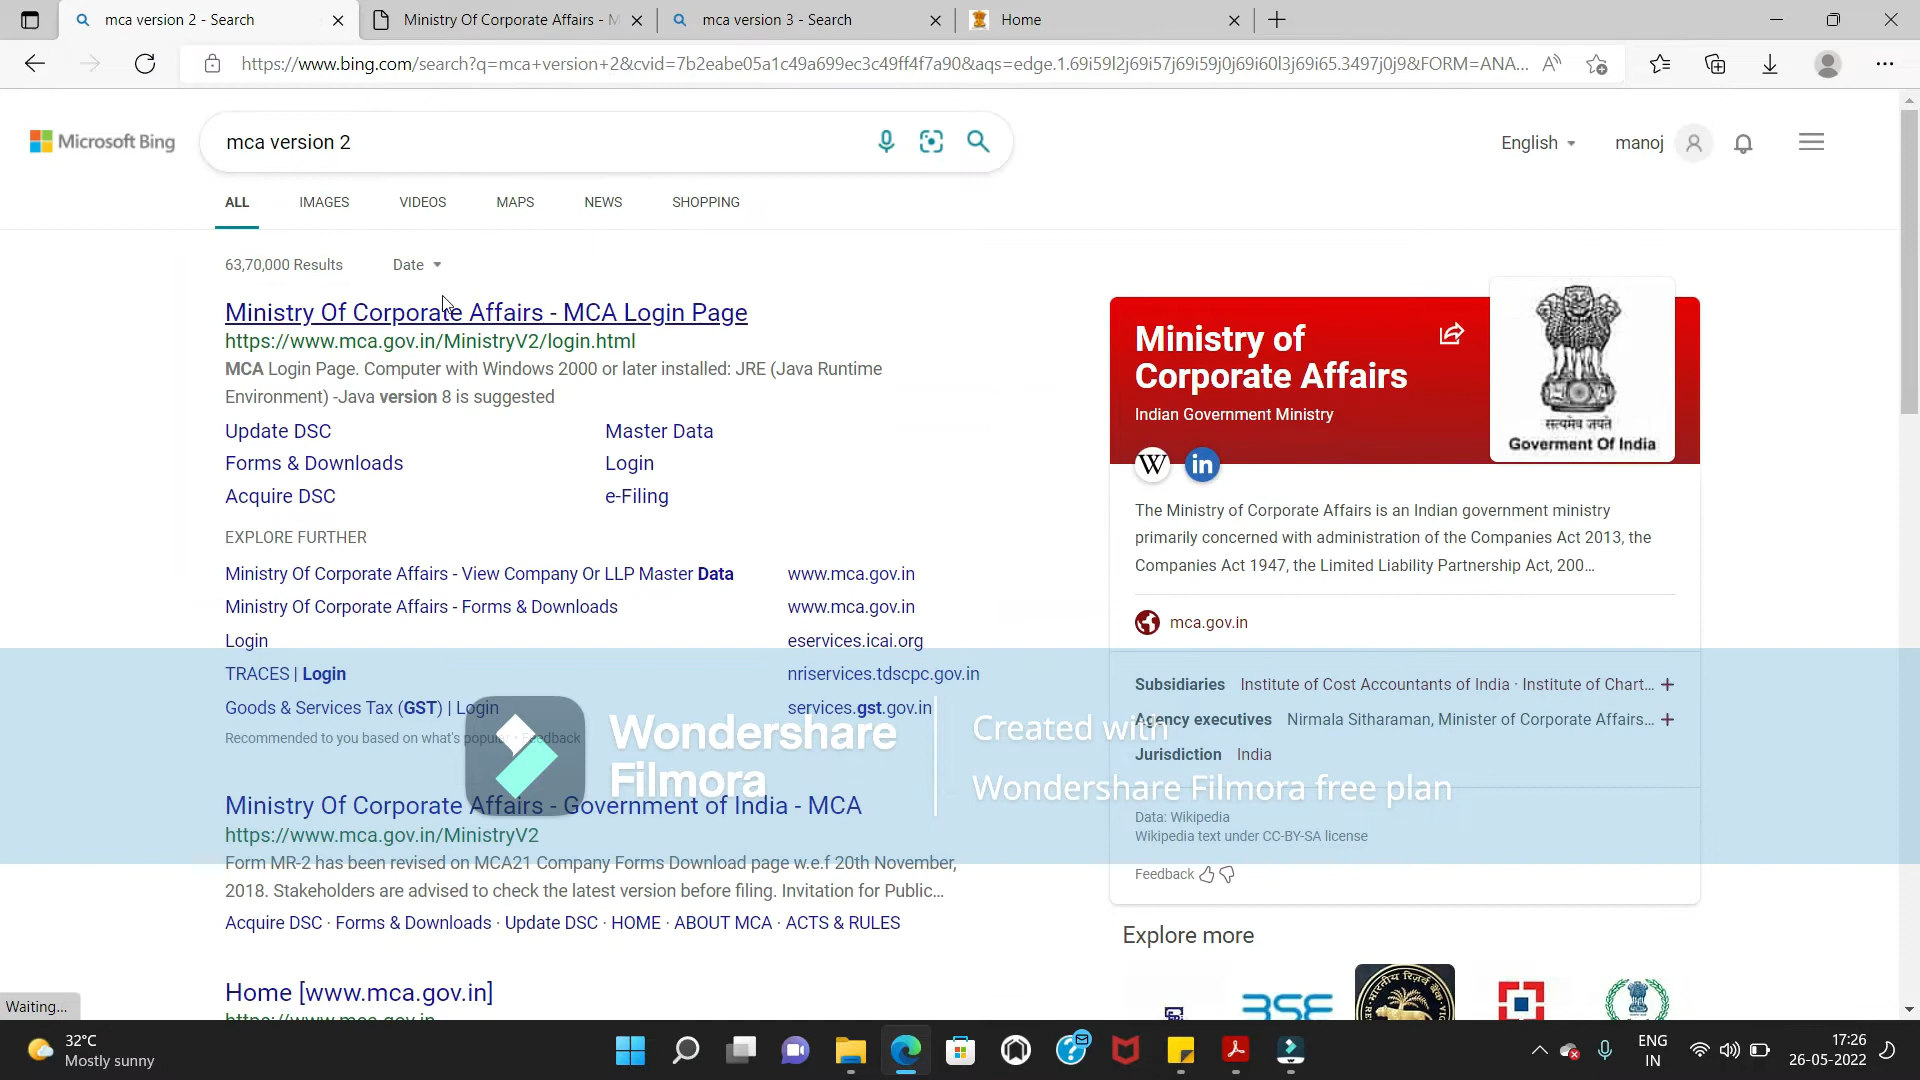 mca version 2 - Search
Ministry Of Corporate Affairs - M
mca version 3 - Search
Home
https://www.bing.com/search?q=mca+version+2&cvid=7b2eabe05a1c49a699ec3c49ff4f7a90&aqs=edge.1.69i59l2j69i57j69i59j0j69i60l3j69i65.3497j0j9&FORM=ANA...
Microsoft Bing
mca version 2
English
manoj
ALL IMAGES VIDEOS MAPS NEWS SHOPPING
63,70,000 Results Date
Ministry Of Corporate Affairs - MCA Login Page
https://www.mca.gov.in/MinistryV2/login.html
MCA Login Page. Computer with Windows 2000 or later installed: JRE (Java Runtime
Environment) -Java version 8 is suggested
Update DSC Master Data
Forms & Downloads Login
Acquire DSC e-Filing
EXPLORE FURTHER
Ministry Of Corporate Affairs - View Company Or LLP Master Data www.mca.gov.in
Ministry Of Corporate Affairs - Forms & Downloads www.mca.gov.in
Login eservices.icai.org
TRACES | Login nriservices.tdscpc.gov.in
Goods & Services Tax (GST) | Login services.gst.gov.in
Recommended to you based on what's popular • Feedback
Ministry Of Corporate Affairs - Government of India - MCA
https://www.mca.gov.in/MinistryV2
Form MR-2 has been revised on MCA21 Company Forms Download page w.e.f 20th November,
2018. Stakeholders are advised to check the latest version before filing. Invitation for Public...
Acquire DSC · Forms & Downloads · Update DSC · HOME · ABOUT MCA · ACTS & RULES
Home [www.mca.gov.in]
https://www.mca.gov.in
Ministry of
Corporate Affairs
Indian Government Ministry
सत्यमेव जयते
Goverment Of India
W
in
The Ministry of Corporate Affairs is an Indian government ministry
primarily concerned with administration of the Companies Act 2013, the
Companies Act 1947, the Limited Liability Partnership Act, 200...
mca.gov.in
Subsidiaries Institute of Cost Accountants of India · Institute of Chart...
Agency executives Nirmala Sitharaman, Minister of Corporate Affairs...
Jurisdiction India
Data: Wikipedia
Wikipedia text under CC-BY-SA license
Feedback
Explore more
BSE
Wondershare
Filmora
Created with
Wondershare Filmora free plan
Waiting...
32°C
Mostly sunny
ENG
IN
17:26
26-05-2022